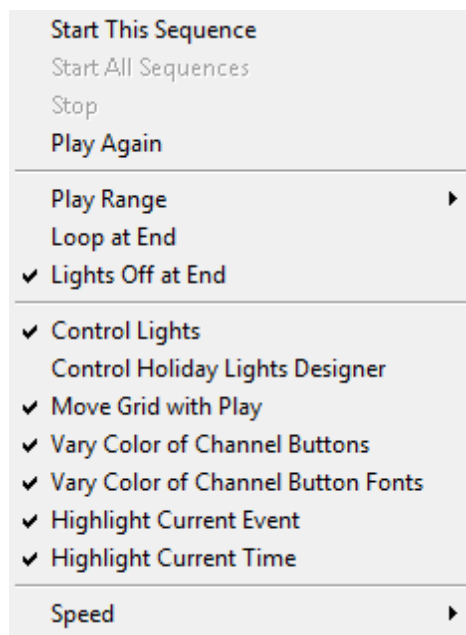 Start This Sequence
Start All Sequences
Stop
Play Again
Play Range
Loop at End
Lights Off at End
Control Lights
Control Holiday Lights Designer
Move Grid with Play
Vary Color of Channel Buttons
Vary Color of Channel Button Fonts
Highlight Current Event
Highlight Current Time
Speed